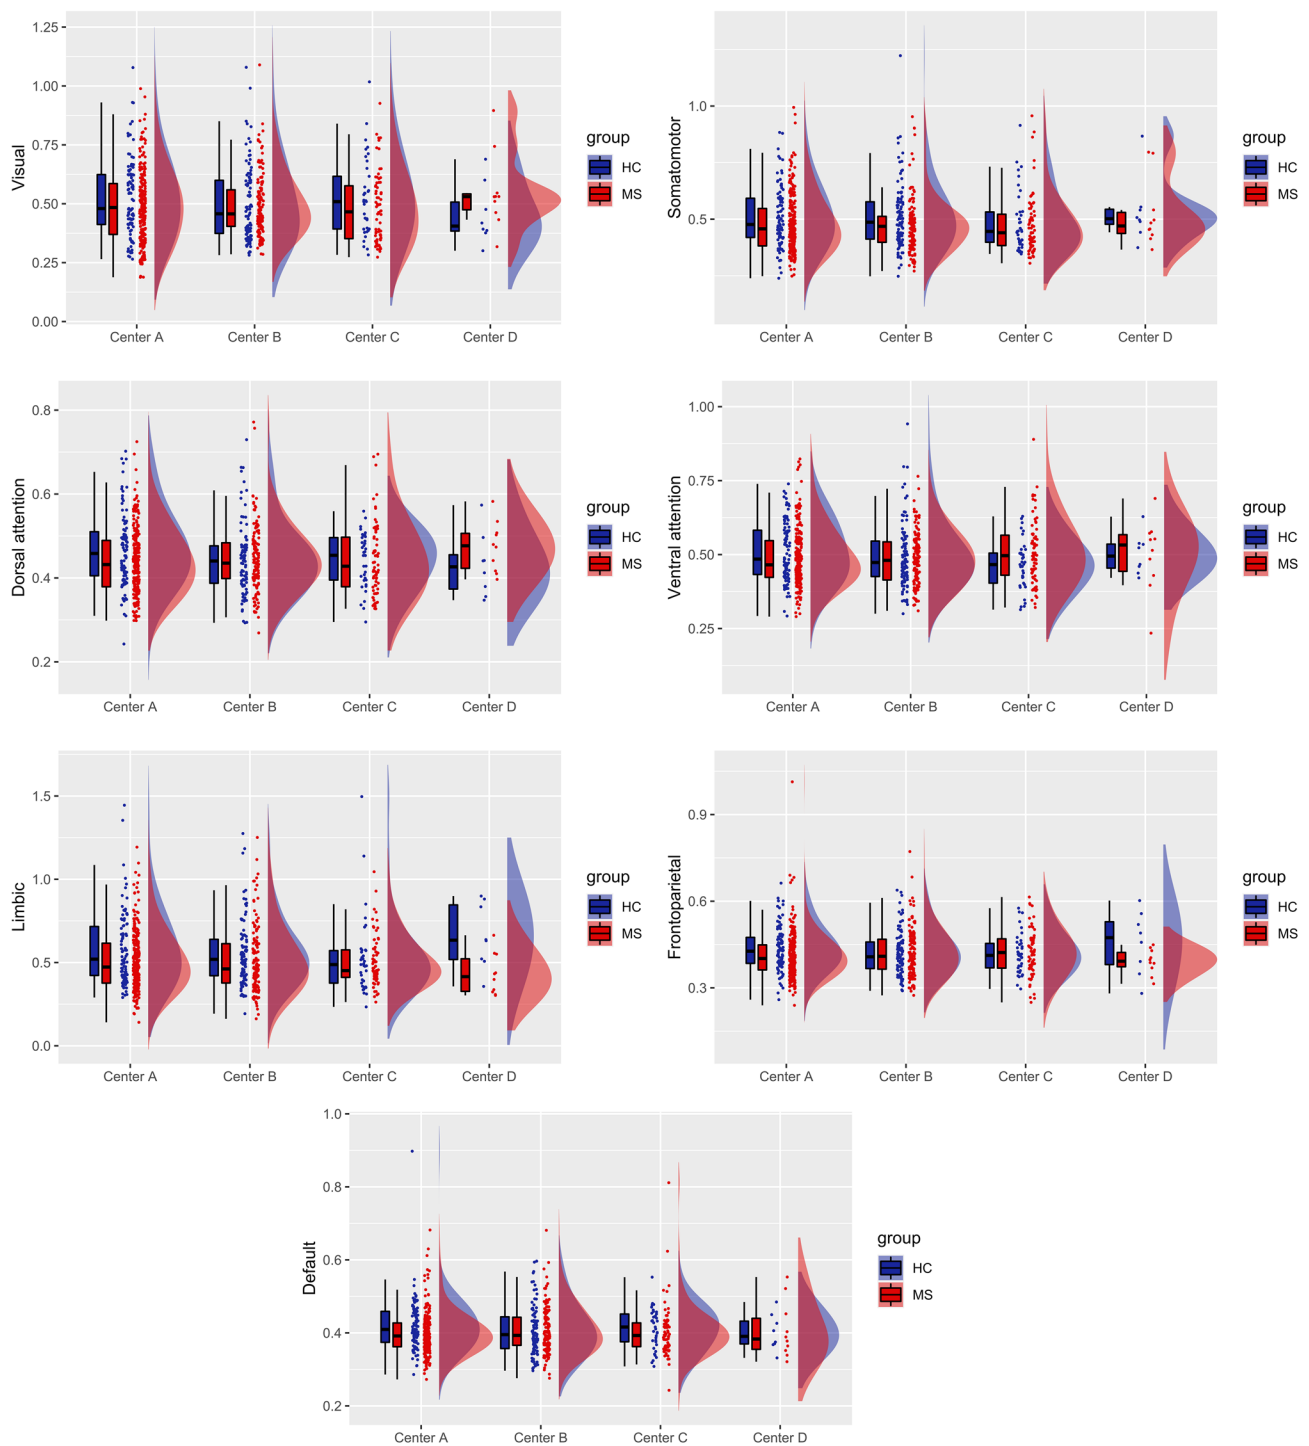 Visual
1.25
1.00
0.75
0.50
0.25
0.00
Center A Center B Center C Center D
group
HC
MS
Somatomotor
1.0
0.5
Center A Center B Center C Center D
group
HC
MS
Dorsal attention
0.8
0.6
0.4
0.2
Center A Center B Center C Center D
group
HC
MS
Ventral attention
1.00
0.75
0.50
0.25
Center A Center B Center C Center D
group
HC
MS
Limbic
1.5
1.0
0.5
0.0
Center A Center B Center C Center D
group
HC
MS
Frontoparietal
0.9
0.6
0.3
Center A Center B Center C Center D
group
HC
MS
Default
1.0
0.8
0.6
0.4
0.2
Center A Center B Center C Center D
group
HC
MS